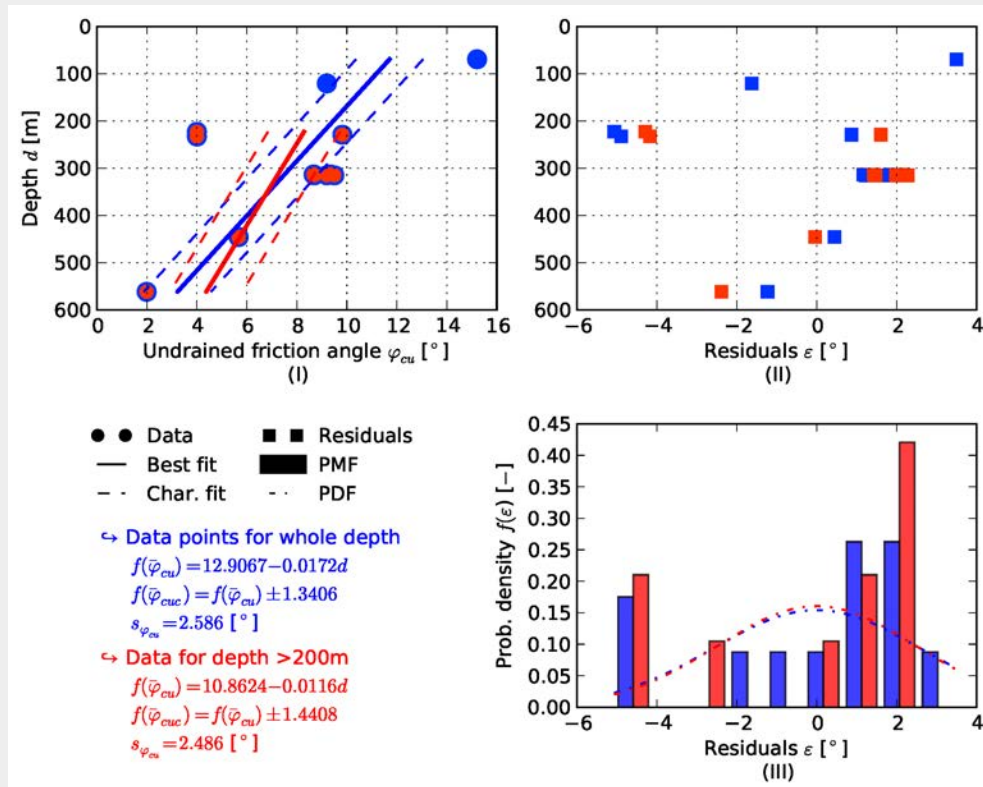 0
100
200
300
400
500
600
Depth d [m]
0 2 4 6 8 10 12 14 16
Undrained friction angle φcu [°]
(I)
0
100
200
300
400
500
600
−6 −4 −2 0 2 4
Residuals ε [°]
(II)
Data
Best fit
Char. fit
Residuals
PMF
PDF
↪ Data points for whole depth
f(φ̄cu)=12.9067−0.0172d
f(φ̄cuc)=f(φ̄cu)±1.3406
sφcu=2.586 [°]
↪ Data for depth >200m
f(φ̄cu)=10.8624−0.0116d
f(φ̄cuc)=f(φ̄cu)±1.4408
sφcu=2.486 [°]
0.45
0.40
0.35
0.30
0.25
0.20
0.15
0.10
0.05
0.00
Prob. density f(ε) [−]
−6 −4 −2 0 2 4
Residuals ε [°]
(III)